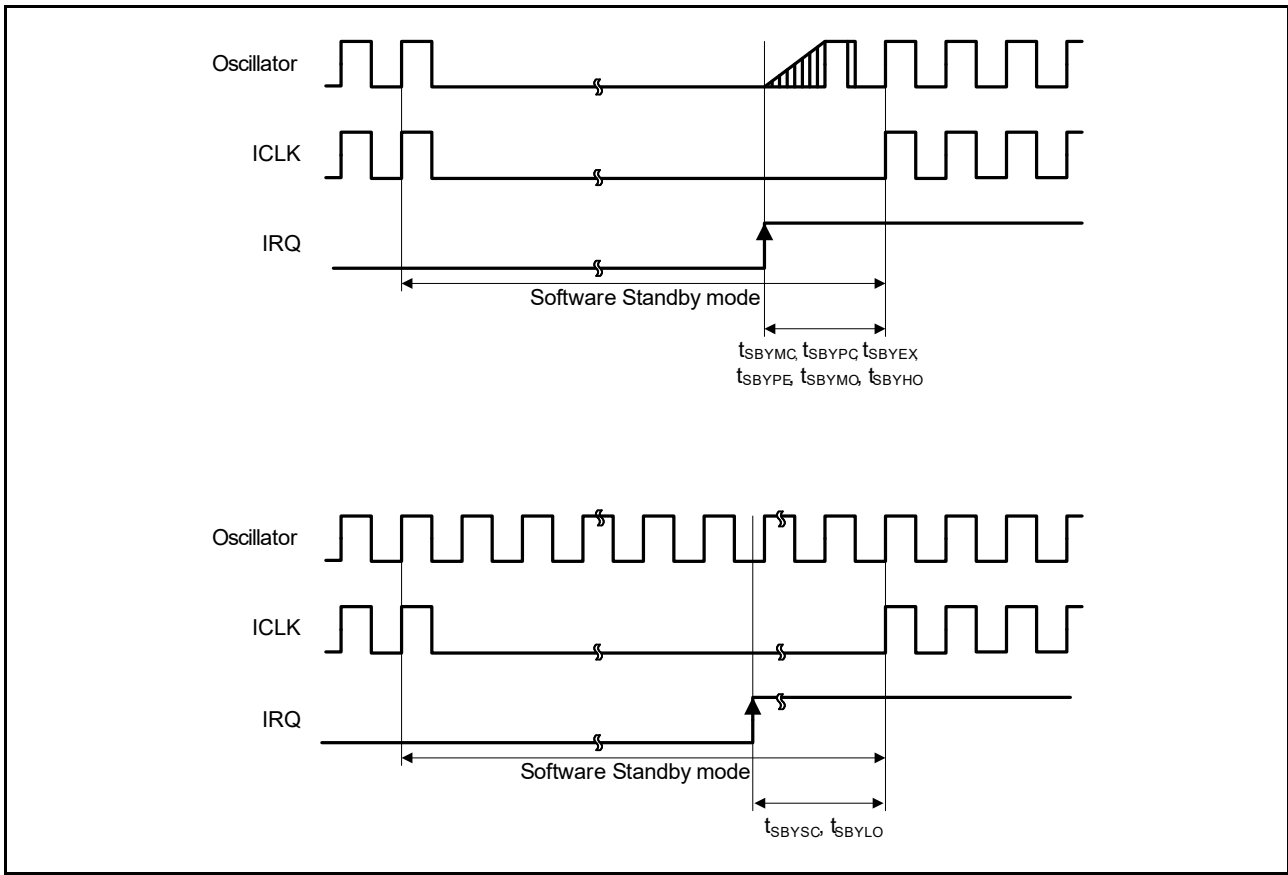 Oscillator
ICLK
IRQ
Software Standby mode
tSBYMC, tSBYPC, tSBYEX,
tSBYPE, tSBYMO, tSBYHO
Oscillator
ICLK
IRQ
Software Standby mode
tSBYSC, tSBYLO